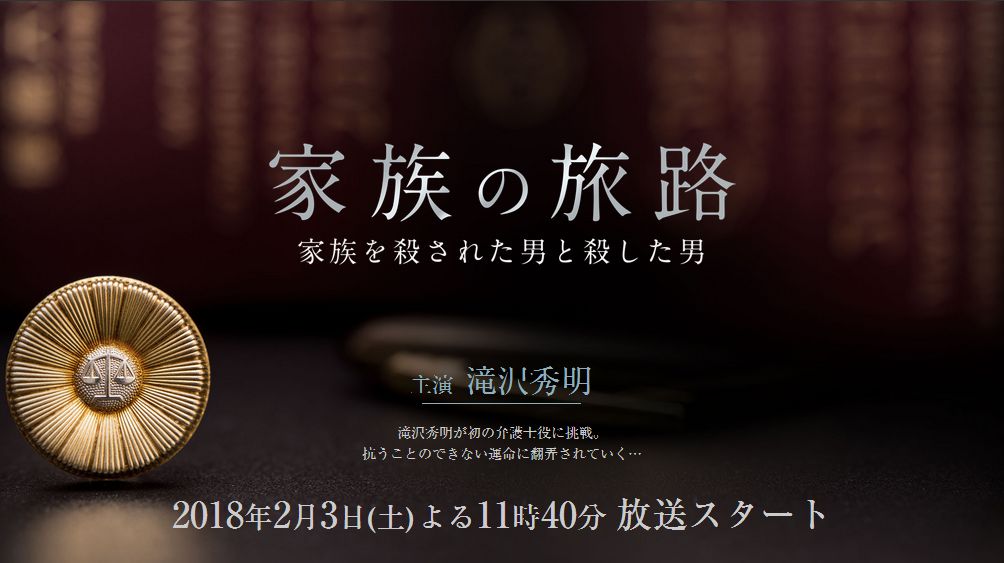 家族の旅路
家族を殺された男と殺した男
主演 滝沢秀明
滝沢秀明が初の弁護士役に挑戦。
抗うことのできない運命に翻弄されていく…
2018年2月3日(土)よる11時40分 放送スタート